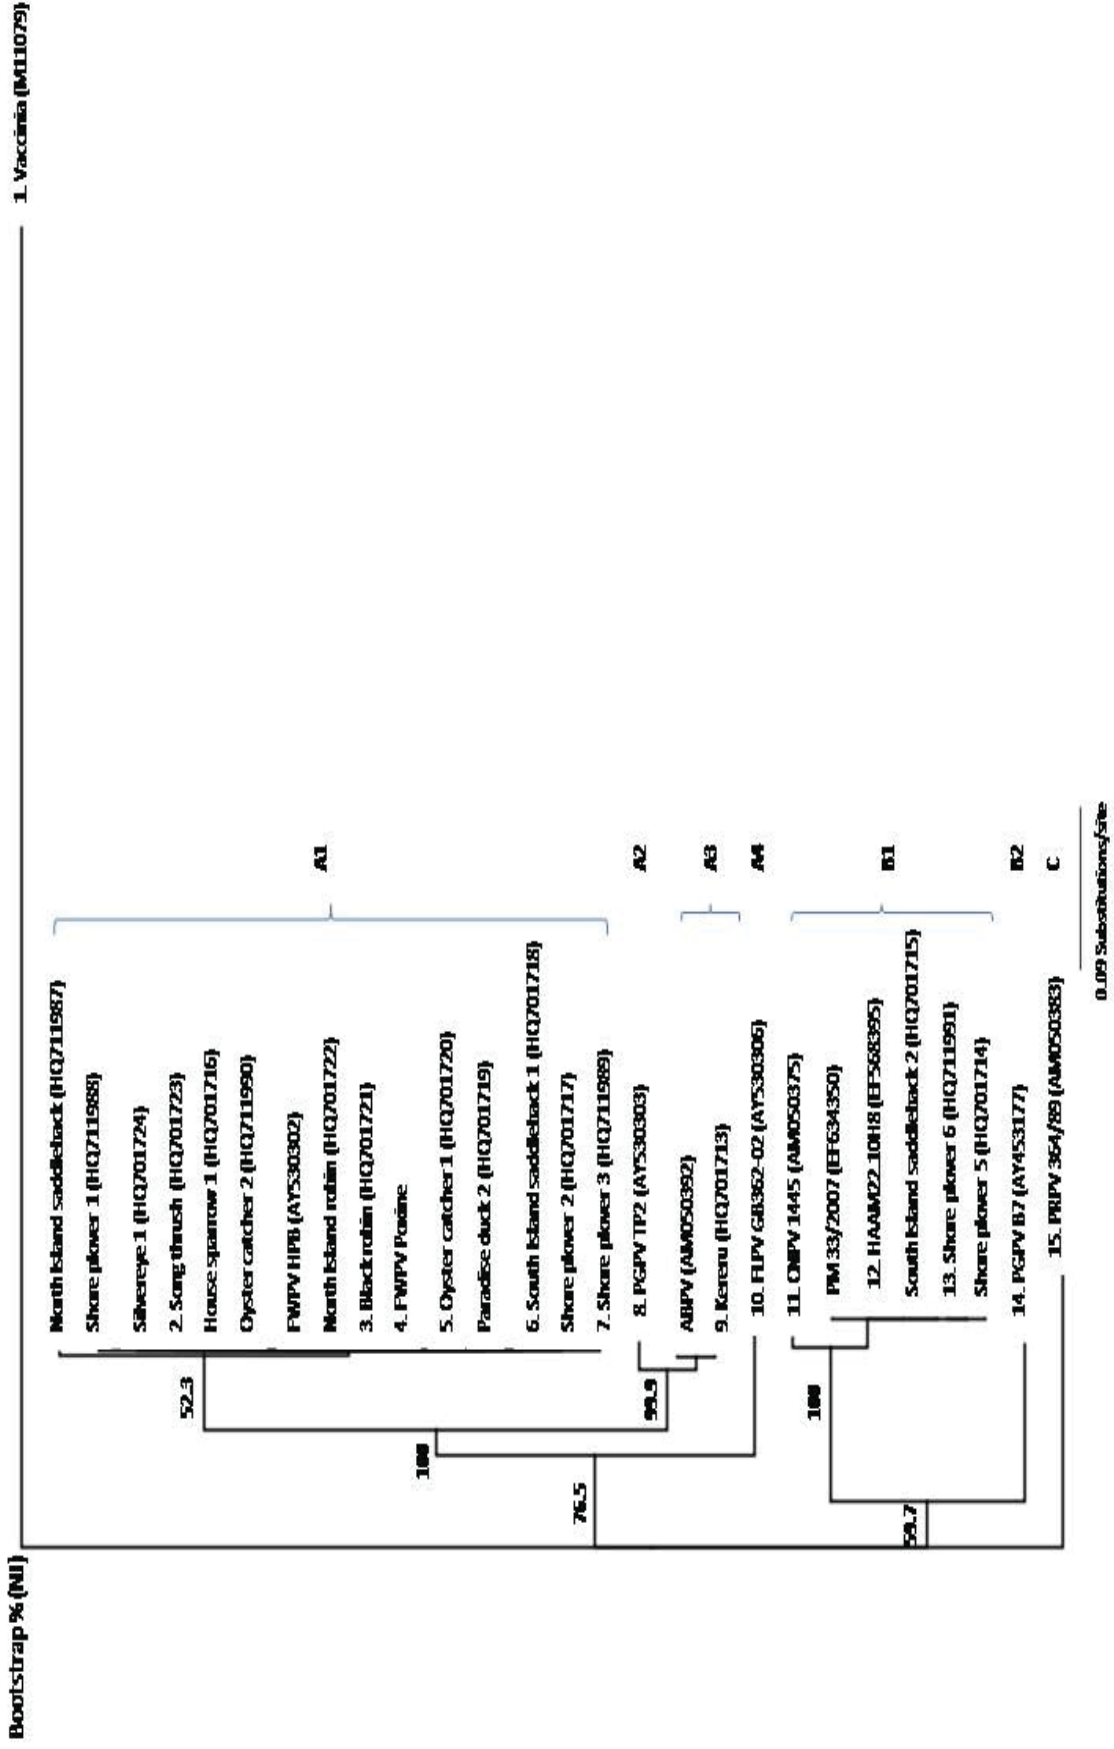 Bootstrap % (NJ)
1. Vaccinia (M11079)
North Island saddleback (HQ711987)
Shore plover 1 (HQ711988)
Silvereye 1 (HQ701724)
2. Song thrush (HQ701723)
House sparrow 1 (HQ701716)
Oyster catcher 2 (HQ711990)
FWPV HPB (AY530302)
North Island robin (HQ701722)
3. Black robin (HQ701721)
4. FWPV Poxine
5. Oyster catcher 1 (HQ701720)
Paradise duck 2 (HQ701719)
6. South Island saddleback 1 (HQ701718)
Shore plover 2 (HQ701717)
7. Shore plover 3 (HQ711989)
A1
52.3
8. PGPV TP2 (AY530303)
A2
ABPV (AM050392)
9. Kereru (HQ701713)
A3
99.9
100
10. FLPV GB362-02 (AY530306)
A4
76.5
11. CNPV 1445 (AM050375)
PM 33/2007 (EF634350)
12. HAAM22 10H8 (EF568395)
South Island saddleback 2 (HQ701715)
13. Shore plover 6 (HQ711991)
Shore plover 5 (HQ701714)
B1
100
14. PGPV B7 (AY453177)
B2
59.7
15. PRPV 364/89 (AM050383)
C
0.09 Substitutions/site